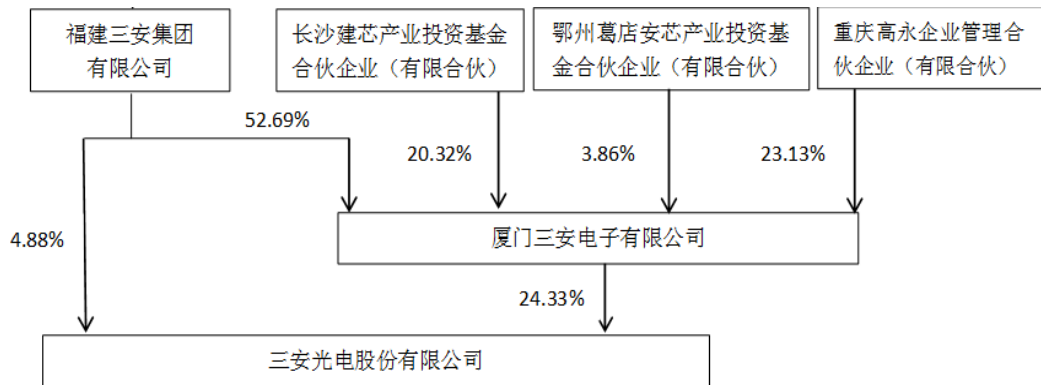 福建三安集团
有限公司
长沙建芯产业投资基金
合伙企业（有限合伙）
鄂州葛店安芯产业投资基
金合伙企业（有限合伙）
重庆高永企业管理合
伙企业（有限合伙）
52.69%
20.32%
3.86%
23.13%
4.88%
厦门三安电子有限公司
24.33%
三安光电股份有限公司